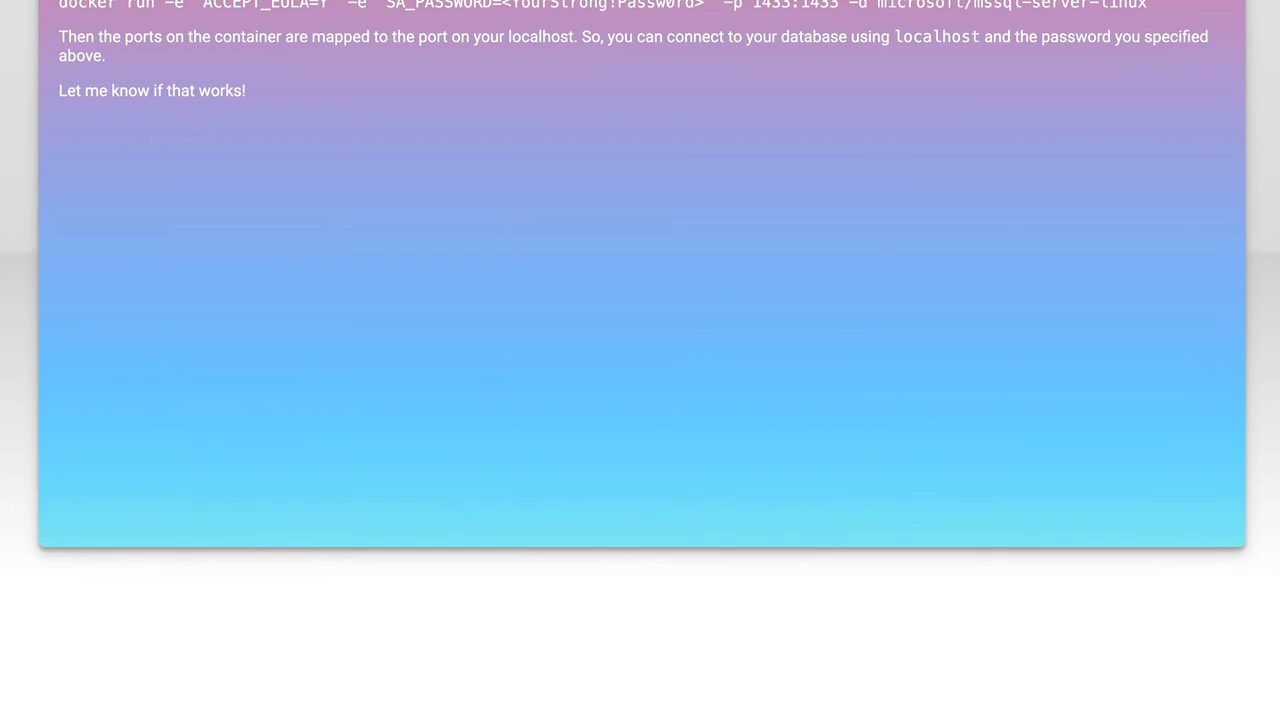 docker run -e 'ACCEPT_EULA=Y' -e 'SA_PASSWORD=<YourStrong!Passw0rd>' -p 1433:1433 -d microsoft/mssql-server-linux
Then the ports on the container are mapped to the port on your localhost. So, you can connect to your database using localhost and the password you specified
above.
Let me know if that works!